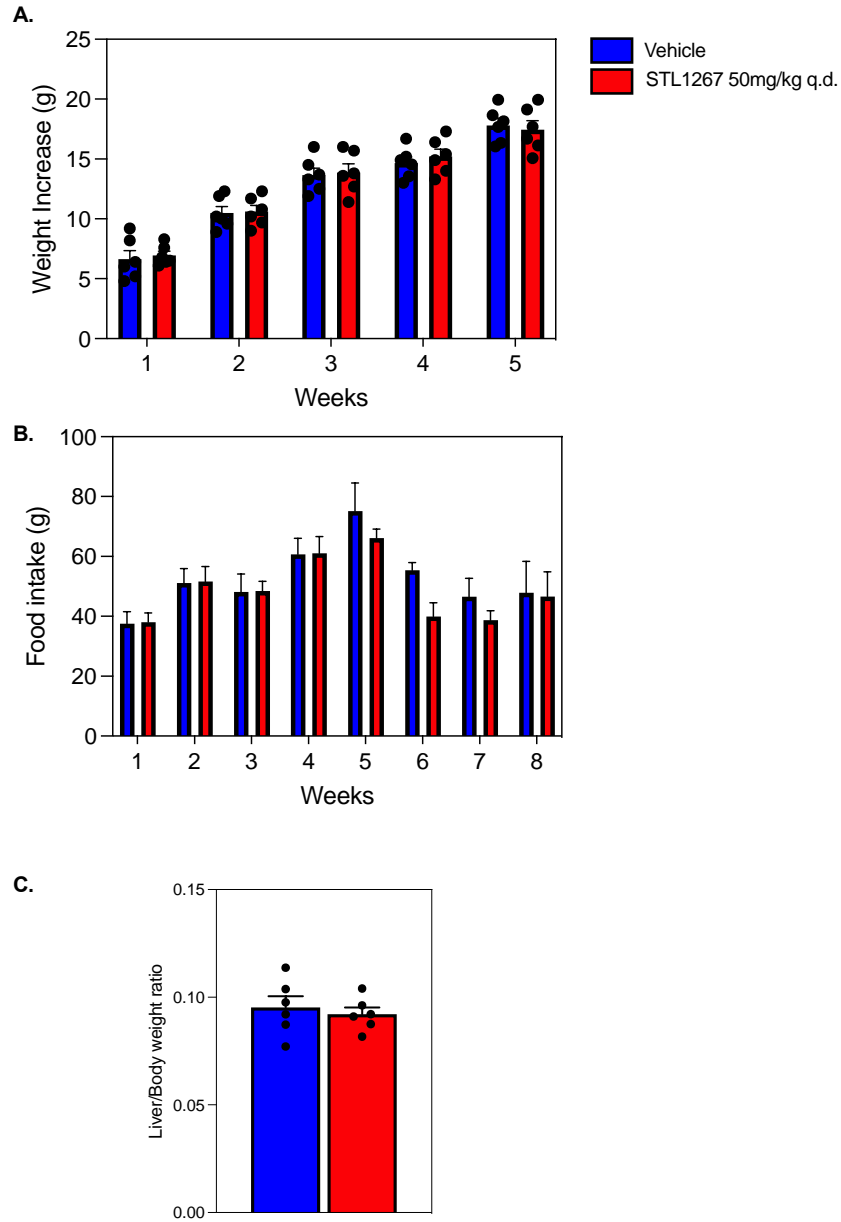 A.
25
20
15
10
5
0
Weight Increase (g)
1 2 3 4 5
Weeks
Vehicle
STL1267 50mg/kg q.d.
B.
100
80
60
40
20
0
Food intake (g)
1 2 3 4 5 6 7 8
Weeks
C.
0.15
0.10
0.05
0.00
Liver/Body weight ratio